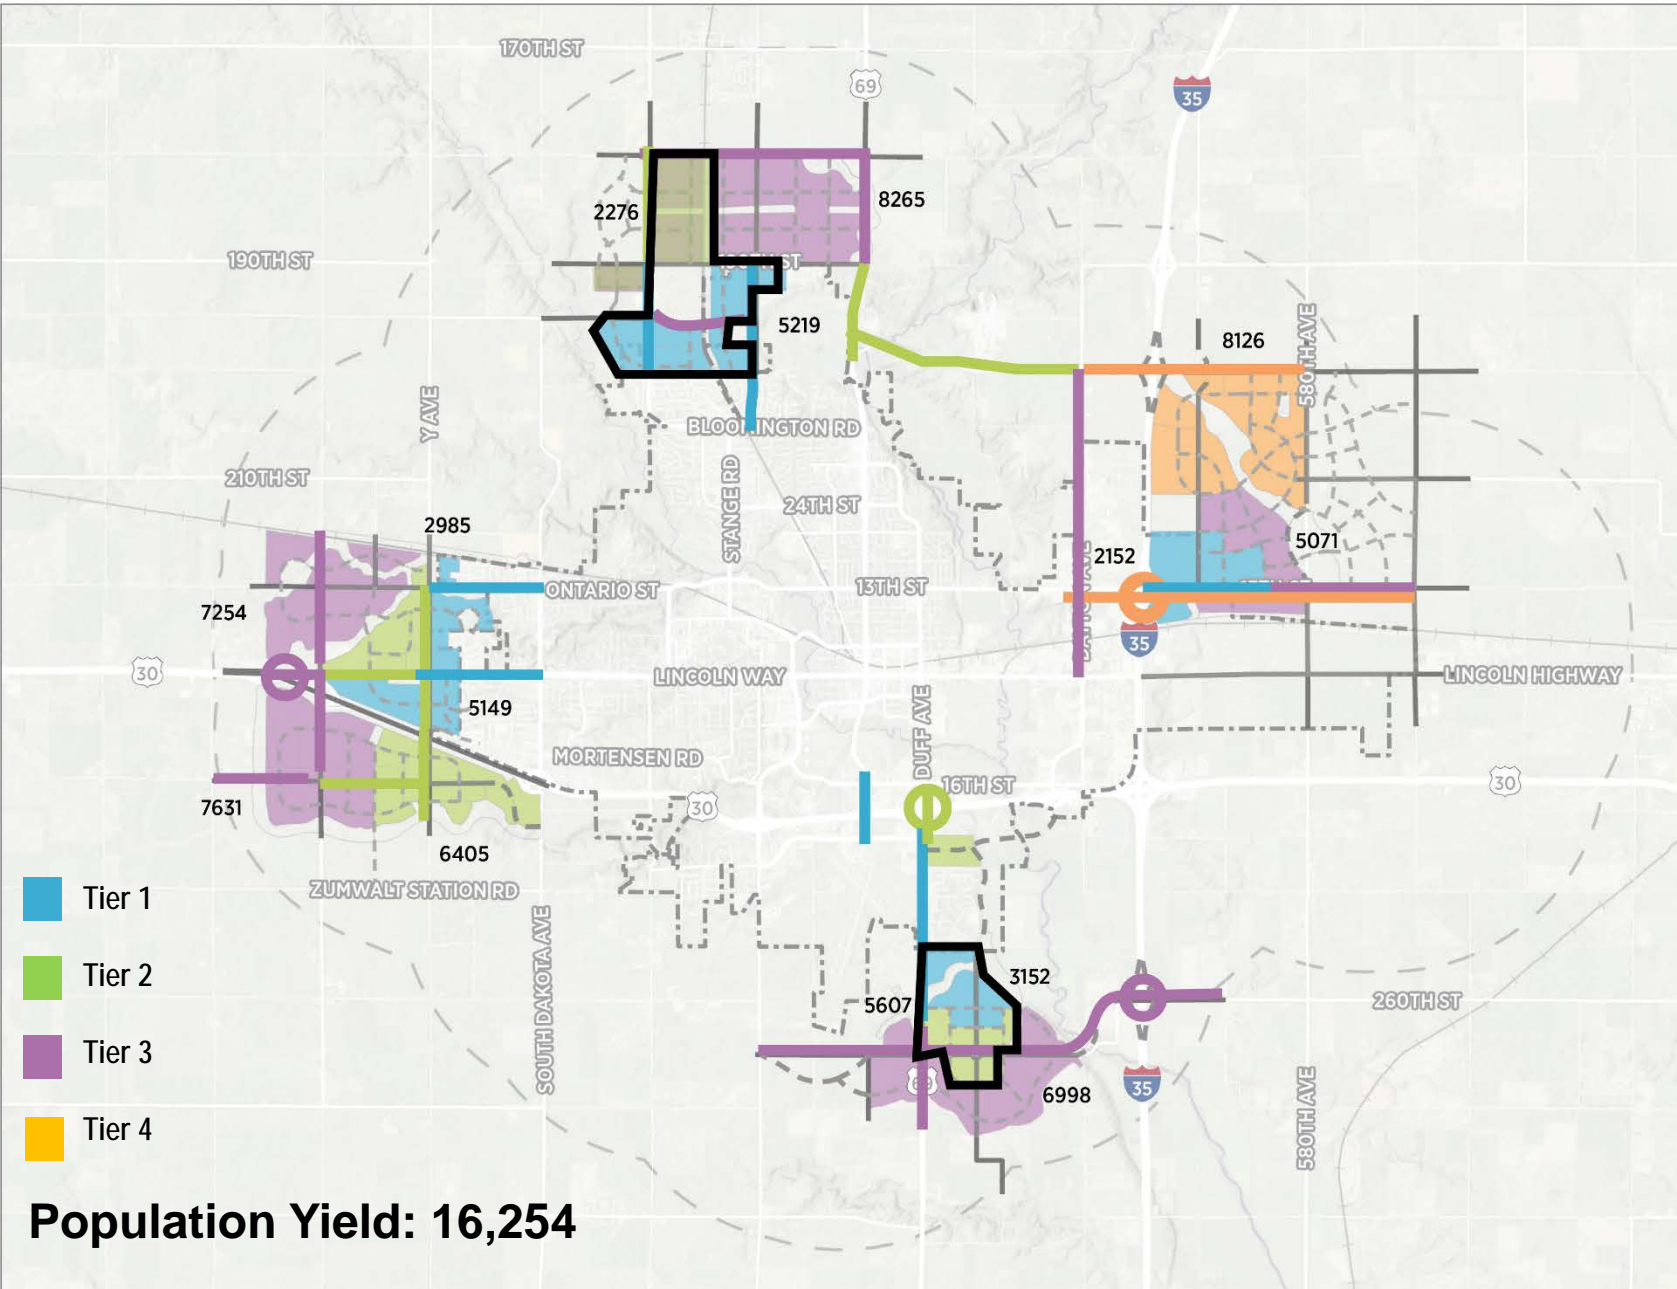 170TH ST
69
35
2276
8265
190TH ST
190TH ST
5219
8126
580TH AVE
Y AVE
BLOOMINGTON RD
210TH ST
STANGE RD
24TH ST
2985
2152
5071
ONTARIO ST
13TH ST
7254
35
30
LINCOLN WAY
LINCOLN HIGHWAY
5149
DUFF AVE
MORTENSEN RD
16TH ST
30
30
7631
6405
ZUMWALT STATION RD
Tier 1
SOUTH DAKOTA AVE
Tier 2
3152
5607
260TH ST
Tier 3
69
35
6998
580TH AVE
Tier 4
Population Yield: 16,254